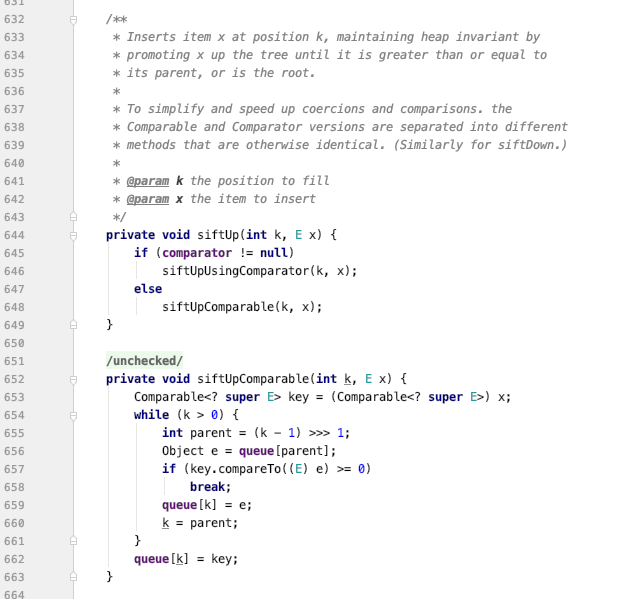 631
632 /**
633 * Inserts item x at position k, maintaining heap invariant by
634 * promoting x up the tree until it is greater than or equal to
635 * its parent, or is the root.
636 *
637 * To simplify and speed up coercions and comparisons. the
638 * Comparable and Comparator versions are separated into different
639 * methods that are otherwise identical. (Similarly for siftDown.)
640 *
641 * @param k the position to fill
642 * @param x the item to insert
643 */
644 private void siftUp(int k, E x) {
645 if (comparator != null)
646 siftUpUsingComparator(k, x);
647 else
648 siftUpComparable(k, x);
649 }
650
651 /unchecked/
652 private void siftUpComparable(int k, E x) {
653 Comparable<? super E> key = (Comparable<? super E>) x;
654 while (k > 0) {
655 int parent = (k - 1) >>> 1;
656 Object e = queue[parent];
657 if (key.compareTo((E) e) >= 0)
658 break;
659 queue[k] = e;
660 k = parent;
661 }
662 queue[k] = key;
663 }
664